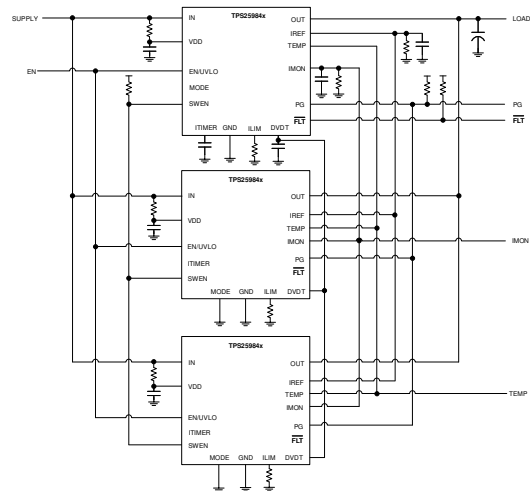 TPS25984x
SUPPLY
IN
OUT
LOAD
IREF
VDD
TEMP
EN
EN/UVLO
IMON
MODE
SWEN
PG
PG
FLT
FLT
ITIMER
GND
ILIM
DVDT
TPS25984x
IN
OUT
VDD
IREF
TEMP
EN/UVLO
IMON
IMON
ITIMER
PG
SWEN
FLT
MODE
GND
ILIM
DVDT
TPS25984x
IN
OUT
VDD
IREF
TEMP
TEMP
IMON
EN/UVLO
PG
ITIMER
FLT
SWEN
MODE
GND
ILIM
DVDT